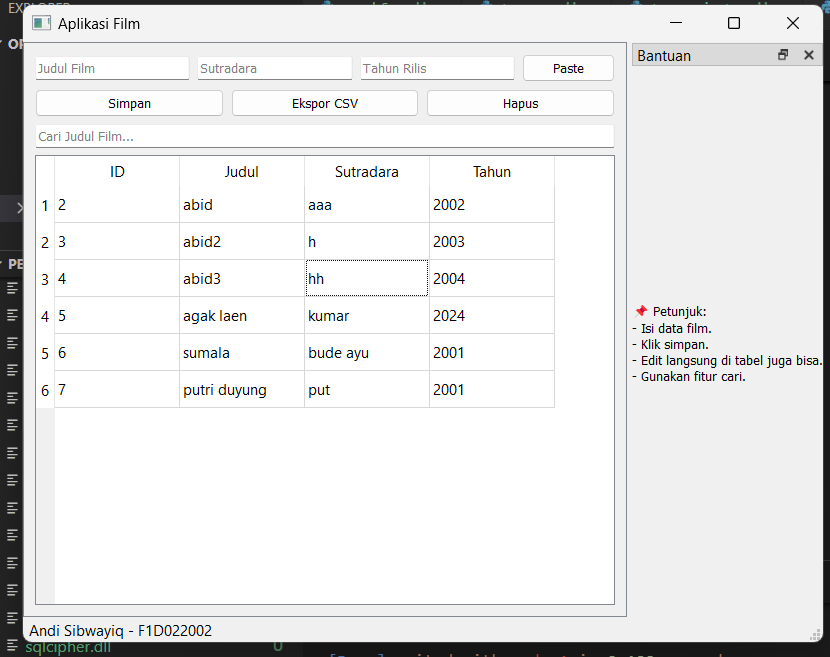 EXPLORER
Aplikasi Film
Bantuan
Judul Film Sutradara Tahun Rilis Paste
Simpan Ekspor CSV Hapus
Cari Judul Film...
ID Judul Sutradara Tahun
1 2 abid aaa 2002
2 3 abid2 h 2003
3 4 abid3 hh 2004
4 5 agak laen kumar 2024
5 6 sumala bude ayu 2001
6 7 putri duyung put 2001
📌 Petunjuk:
- Isi data film.
- Klik simpan.
- Edit langsung di tabel juga bisa.
- Gunakan fitur cari.
Andi Sibwayiq - F1D022002
sqlcipher.dll U